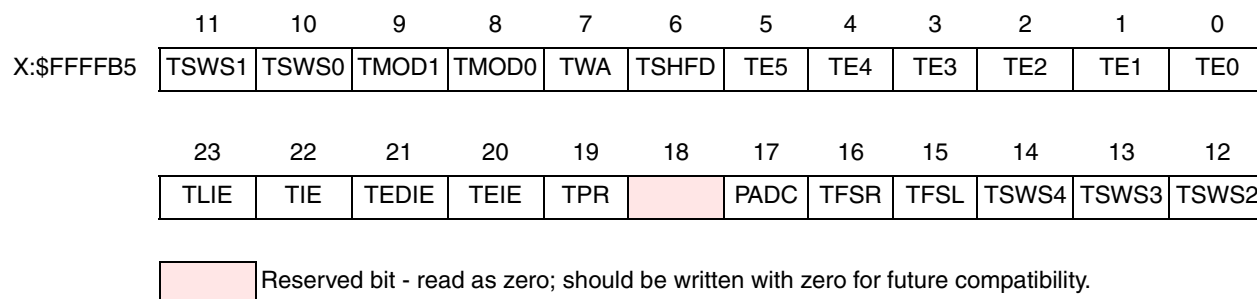 11 10 9 8 7 6 5 4 3 2 1 0
X:$FFFFB5 TSWS1 TSWS0 TMOD1 TMOD0 TWA TSHFD TE5 TE4 TE3 TE2 TE1 TE0
23 22 21 20 19 18 17 16 15 14 13 12
TLIE TIE TEDIE TEIE TPR PADC TFSR TFSL TSWS4 TSWS3 TSWS2
Reserved bit - read as zero; should be written with zero for future compatibility.